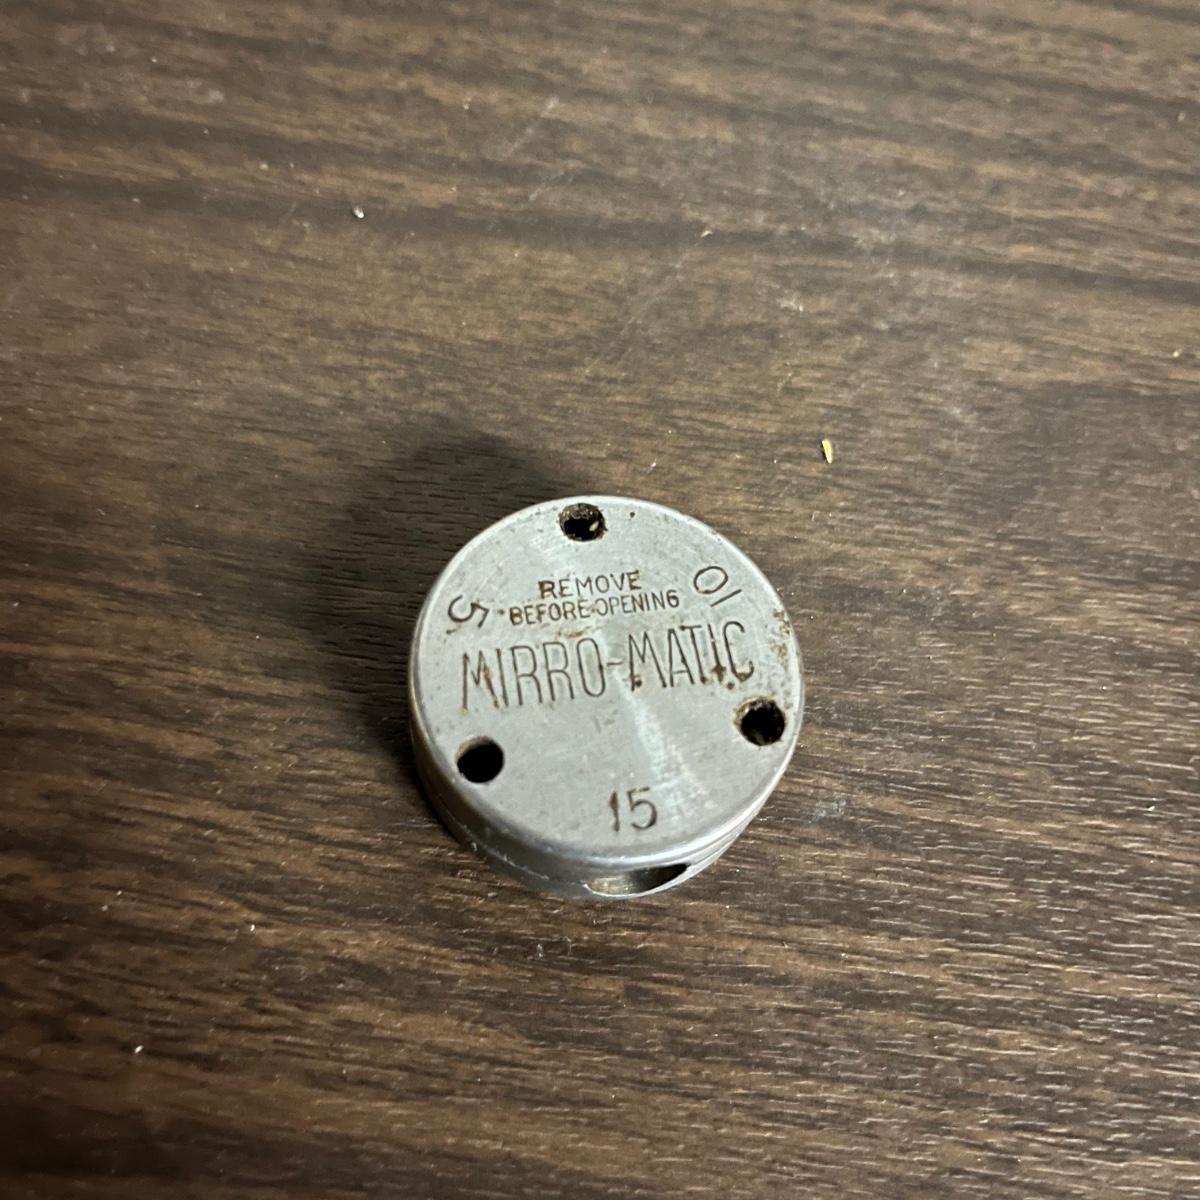 REMOVE
BEFORE OPENING
5
10
MIRRO-MATIC
15